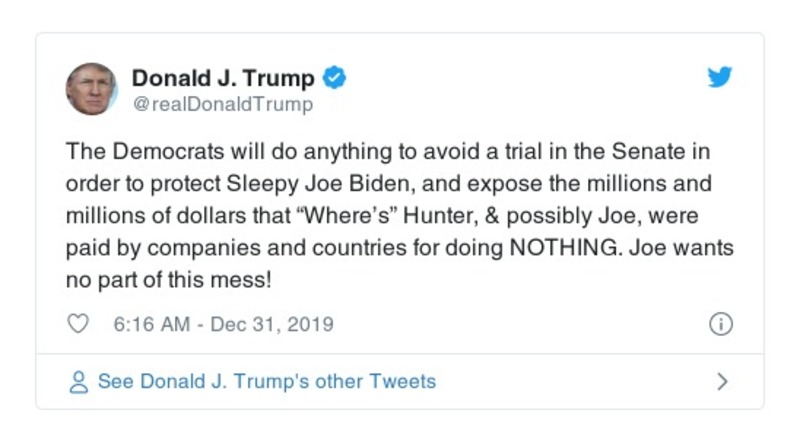 Donald J. Trump
@realDonaldTrump
The Democrats will do anything to avoid a trial in the Senate in
order to protect Sleepy Joe Biden, and expose the millions and
millions of dollars that “Where’s” Hunter, & possibly Joe, were
paid by companies and countries for doing NOTHING. Joe wants
no part of this mess!
6:16 AM - Dec 31, 2019
See Donald J. Trump's other Tweets